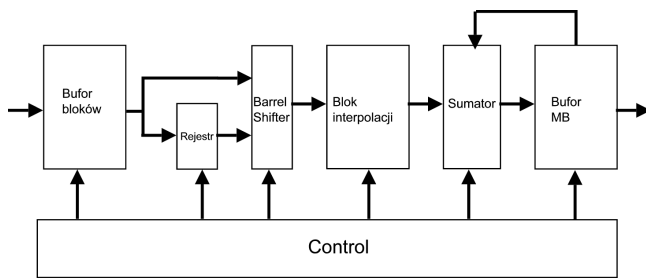 Bufor
bloków
Rejestr
Barrel
Shifter
Blok
interpolacji
Sumator
Bufor
MB
Control